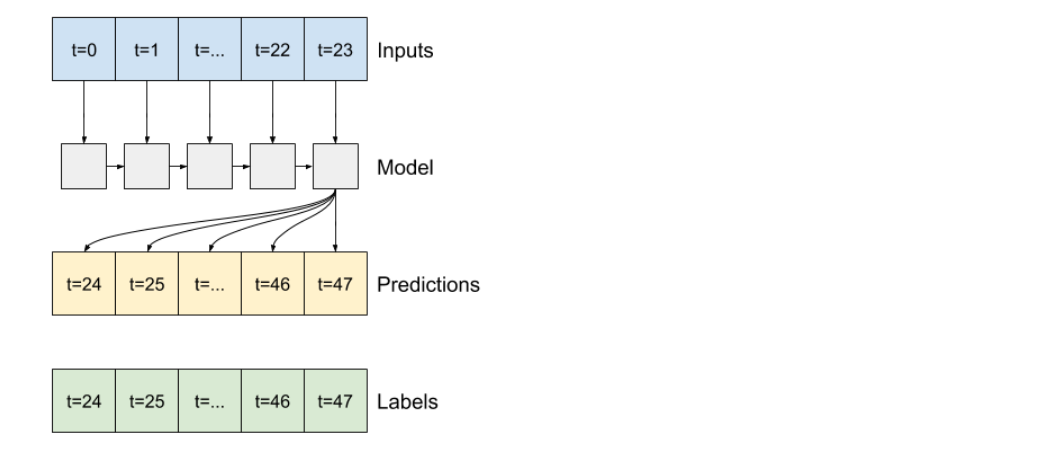 t=0 t=1 t=... t=22 t=23 Inputs
Model
t=24 t=25 t=... t=46 t=47 Predictions
t=24 t=25 t=... t=46 t=47 Labels